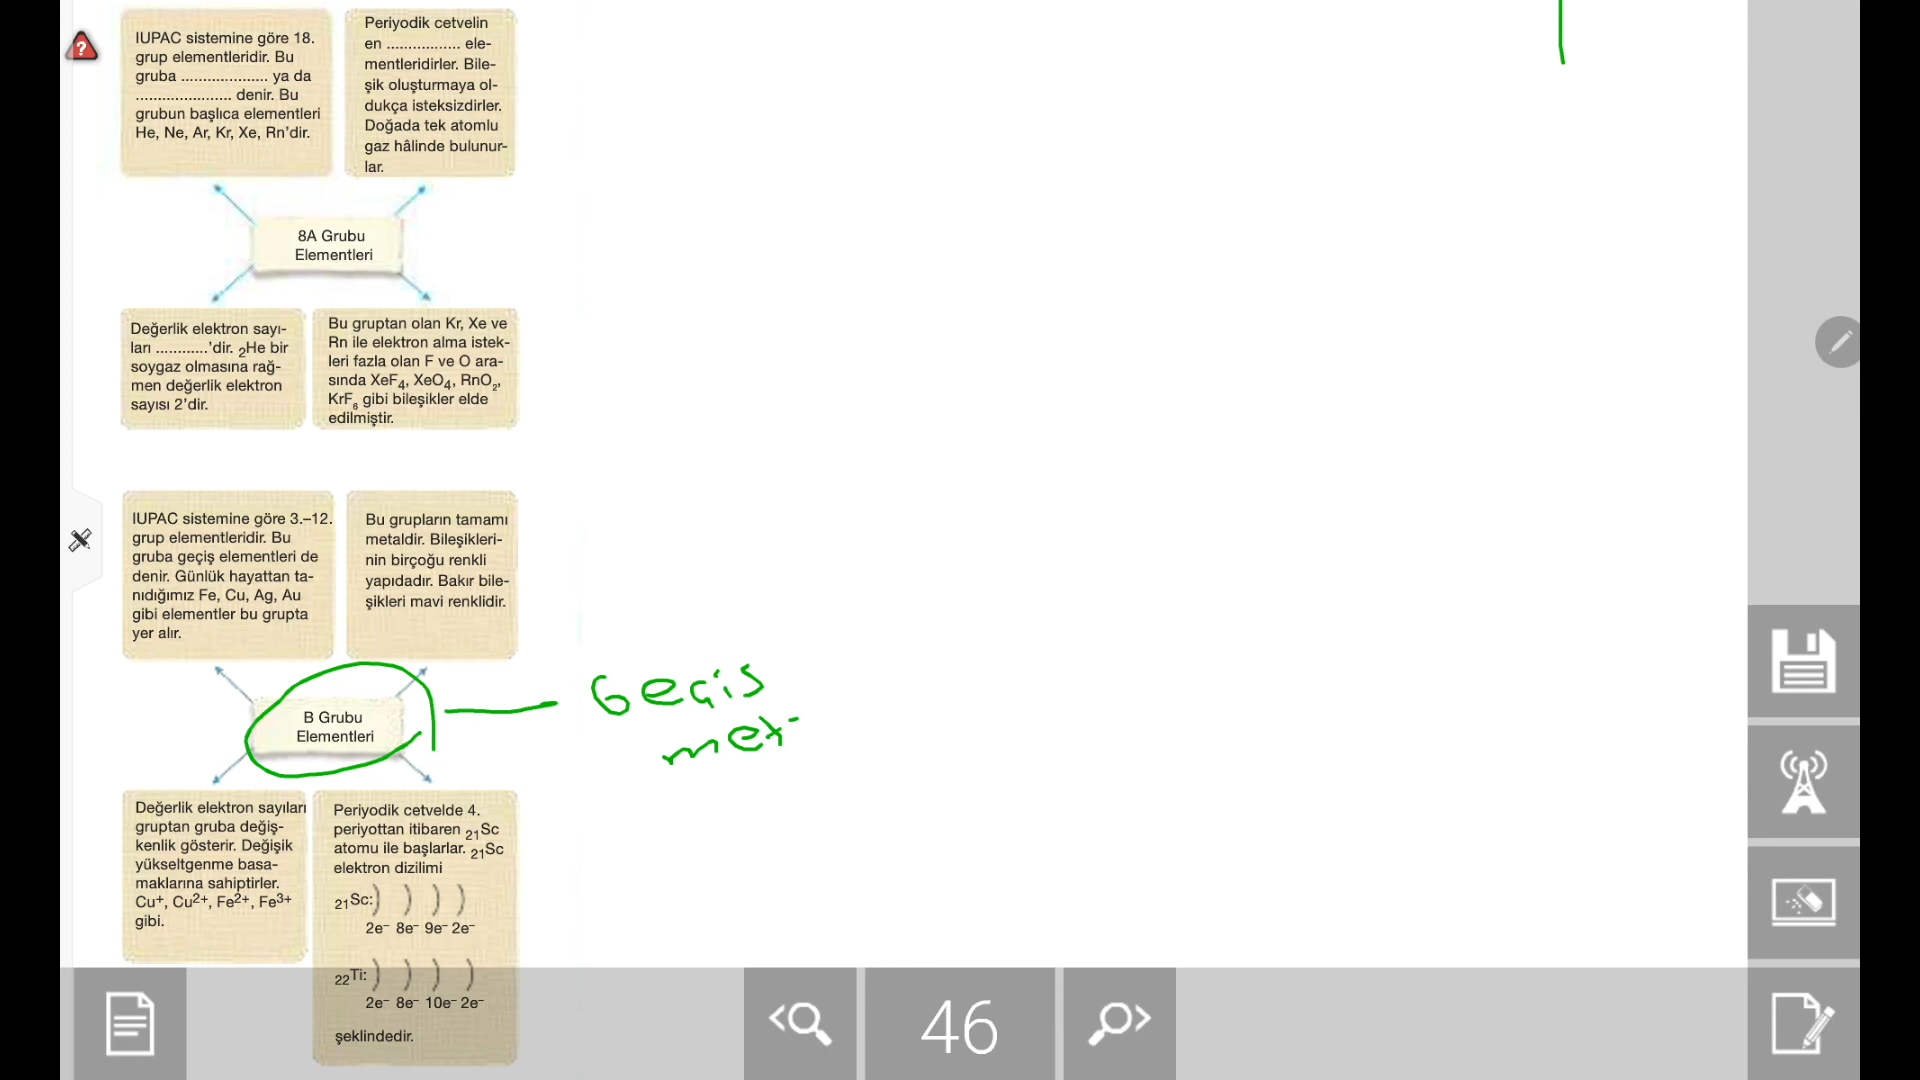 IUPAC sistemine göre 18.
grup elementleridir. Bu
gruba .................... ya da
...................... denir. Bu
grubun başlıca elementleri
He, Ne, Ar, Kr, Xe, Rn’dir.
Periyodik cetvelin
en ................. ele-
mentleridirler. Bile-
şik oluşturmaya ol-
dukça isteksizdirler.
Doğada tek atomlu
gaz hâlinde bulunur-
lar.
8A Grubu
Elementleri
Değerlik elektron sayı-
ları ............’dir. ₂He bir
soygaz olmasına rağ-
men değerlik elektron
sayısı 2’dir.
Bu gruptan olan Kr, Xe ve
Rn ile elektron alma istek-
leri fazla olan F ve O ara-
sında XeF₄, XeO₄, RnO₂,
KrF₆ gibi bileşikler elde
edilmiştir.
IUPAC sistemine göre 3.–12.
grup elementleridir. Bu
gruba geçiş elementleri de
denir. Günlük hayattan ta-
nıdığımız Fe, Cu, Ag, Au
gibi elementler bu grupta
yer alır.
Bu grupların tamamı
metaldir. Bileşikleri-
nin birçoğu renkli
yapıdadır. Bakır bile-
şikleri mavi renklidir.
B Grubu
Elementleri
Geçis
met
Değerlik elektron sayıları
gruptan gruba değiş-
kenlik gösterir. Değişik
yükseltgenme basa-
maklarına sahiptirler.
Cu⁺, Cu²⁺, Fe²⁺, Fe³⁺
gibi.
Periyodik cetvelde 4.
periyottan itibaren ₂₁Sc
atomu ile başlarlar. ₂₁Sc
elektron dizilimi
₂₁Sc:) ) ) )
2e⁻ 8e⁻ 9e⁻ 2e⁻
₂₂Ti: ) ) ) )
2e⁻ 8e⁻ 10e⁻ 2e⁻
şeklindedir.
46